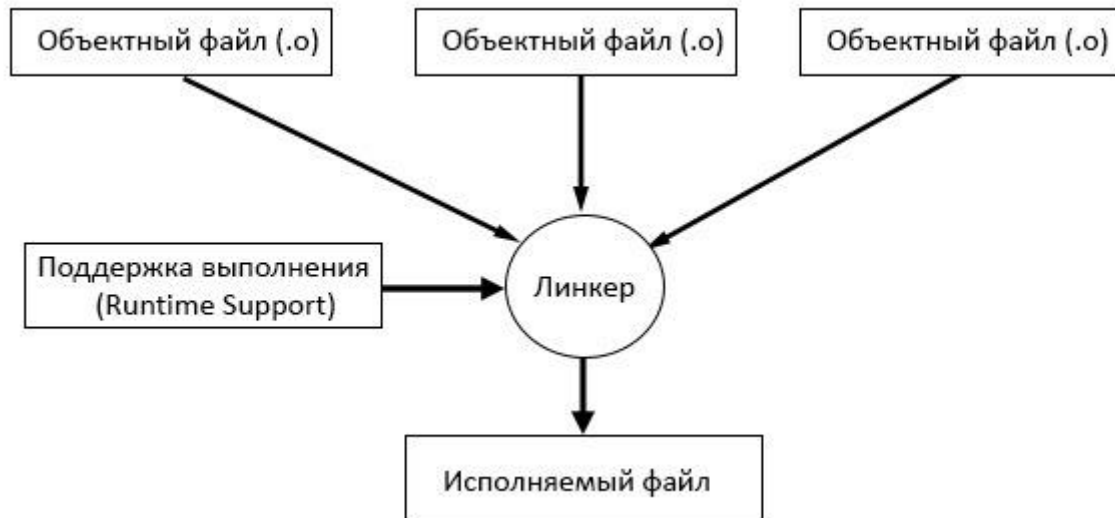 Объектный файл (.o)
Объектный файл (.o)
Объектный файл (.o)
Поддержка выполнения
(Runtime Support)
Линкер
Исполняемый файл